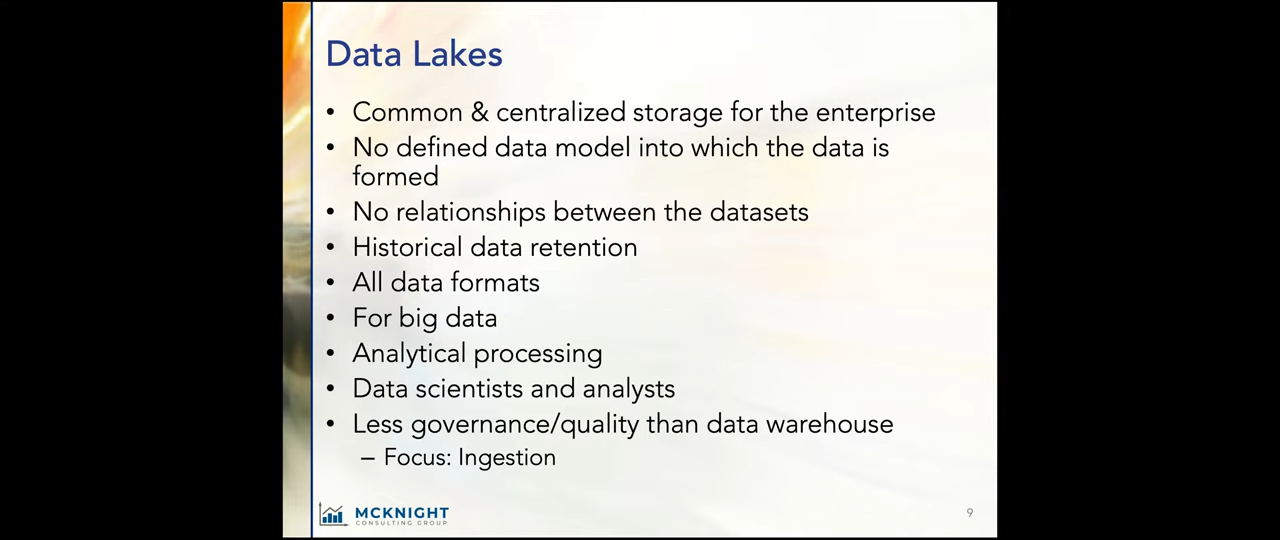 Data Lakes
• Common & centralized storage for the enterprise
• No defined data model into which the data is
formed
• No relationships between the datasets
• Historical data retention
• All data formats
• For big data
• Analytical processing
• Data scientists and analysts
• Less governance/quality than data warehouse
– Focus: Ingestion
MCKNIGHT
CONSULTING GROUP
9